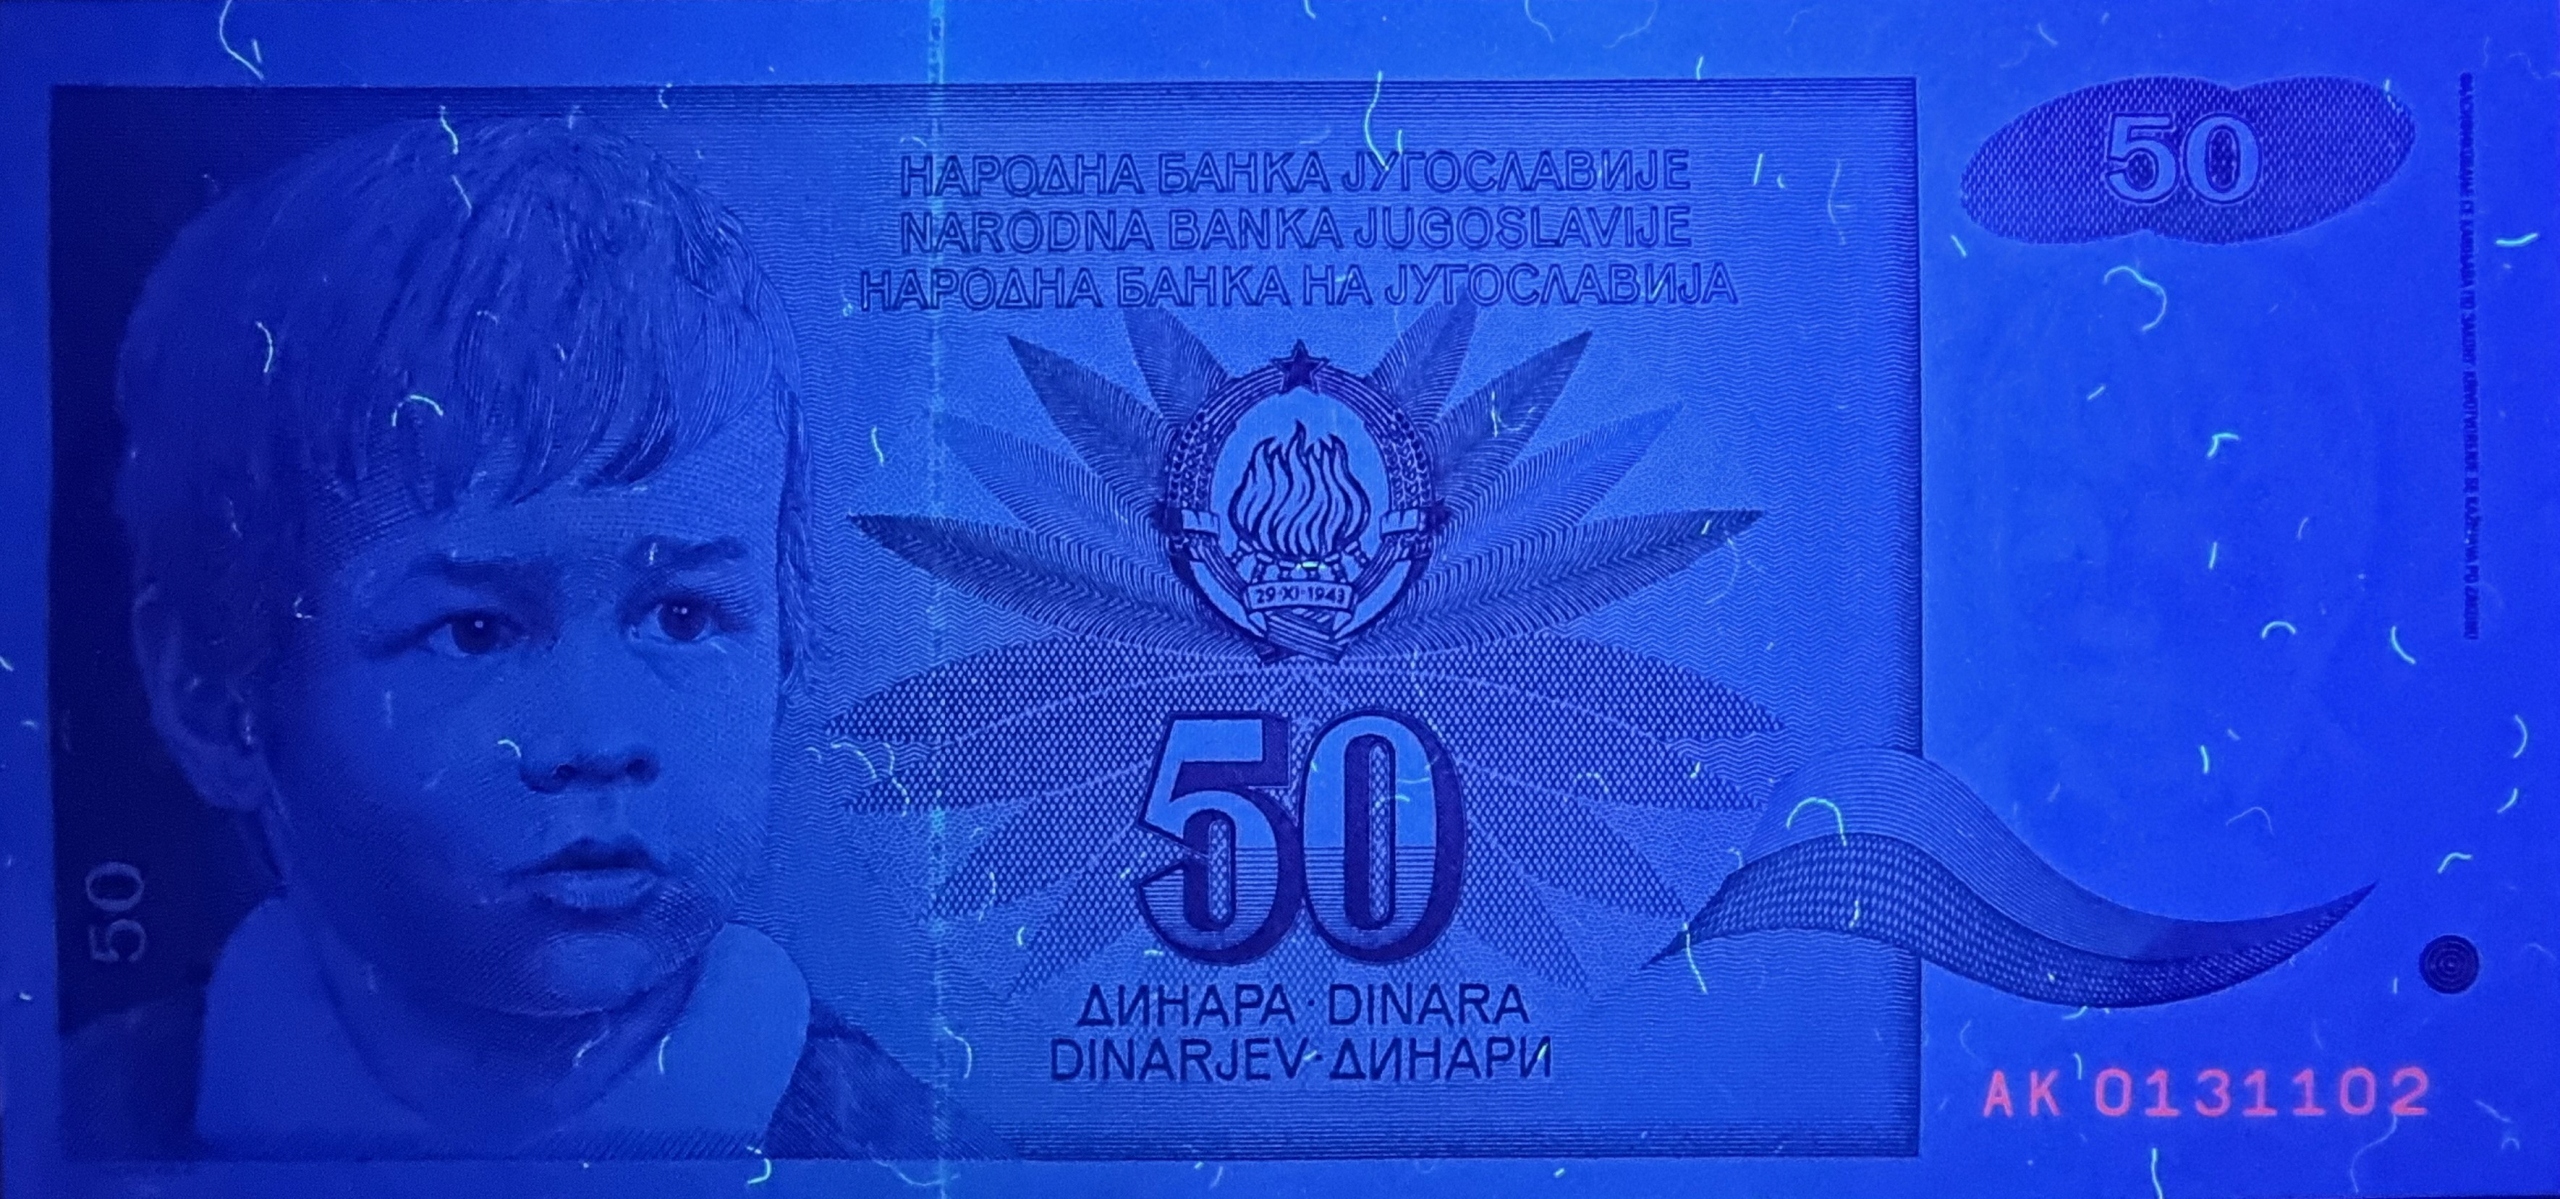 НАРОДНА БАНКА ЈУГОСЛАВИЈЕ
NARODNA BANKA JUGOSLAVIJE
НАРОДНА БАНКА НА ЈУГОСЛАВИЈА
50
29·XI·1943
50
50
ДИНАРА · DINARA
DINARJEV · ДИНАРИ
АК 0131102